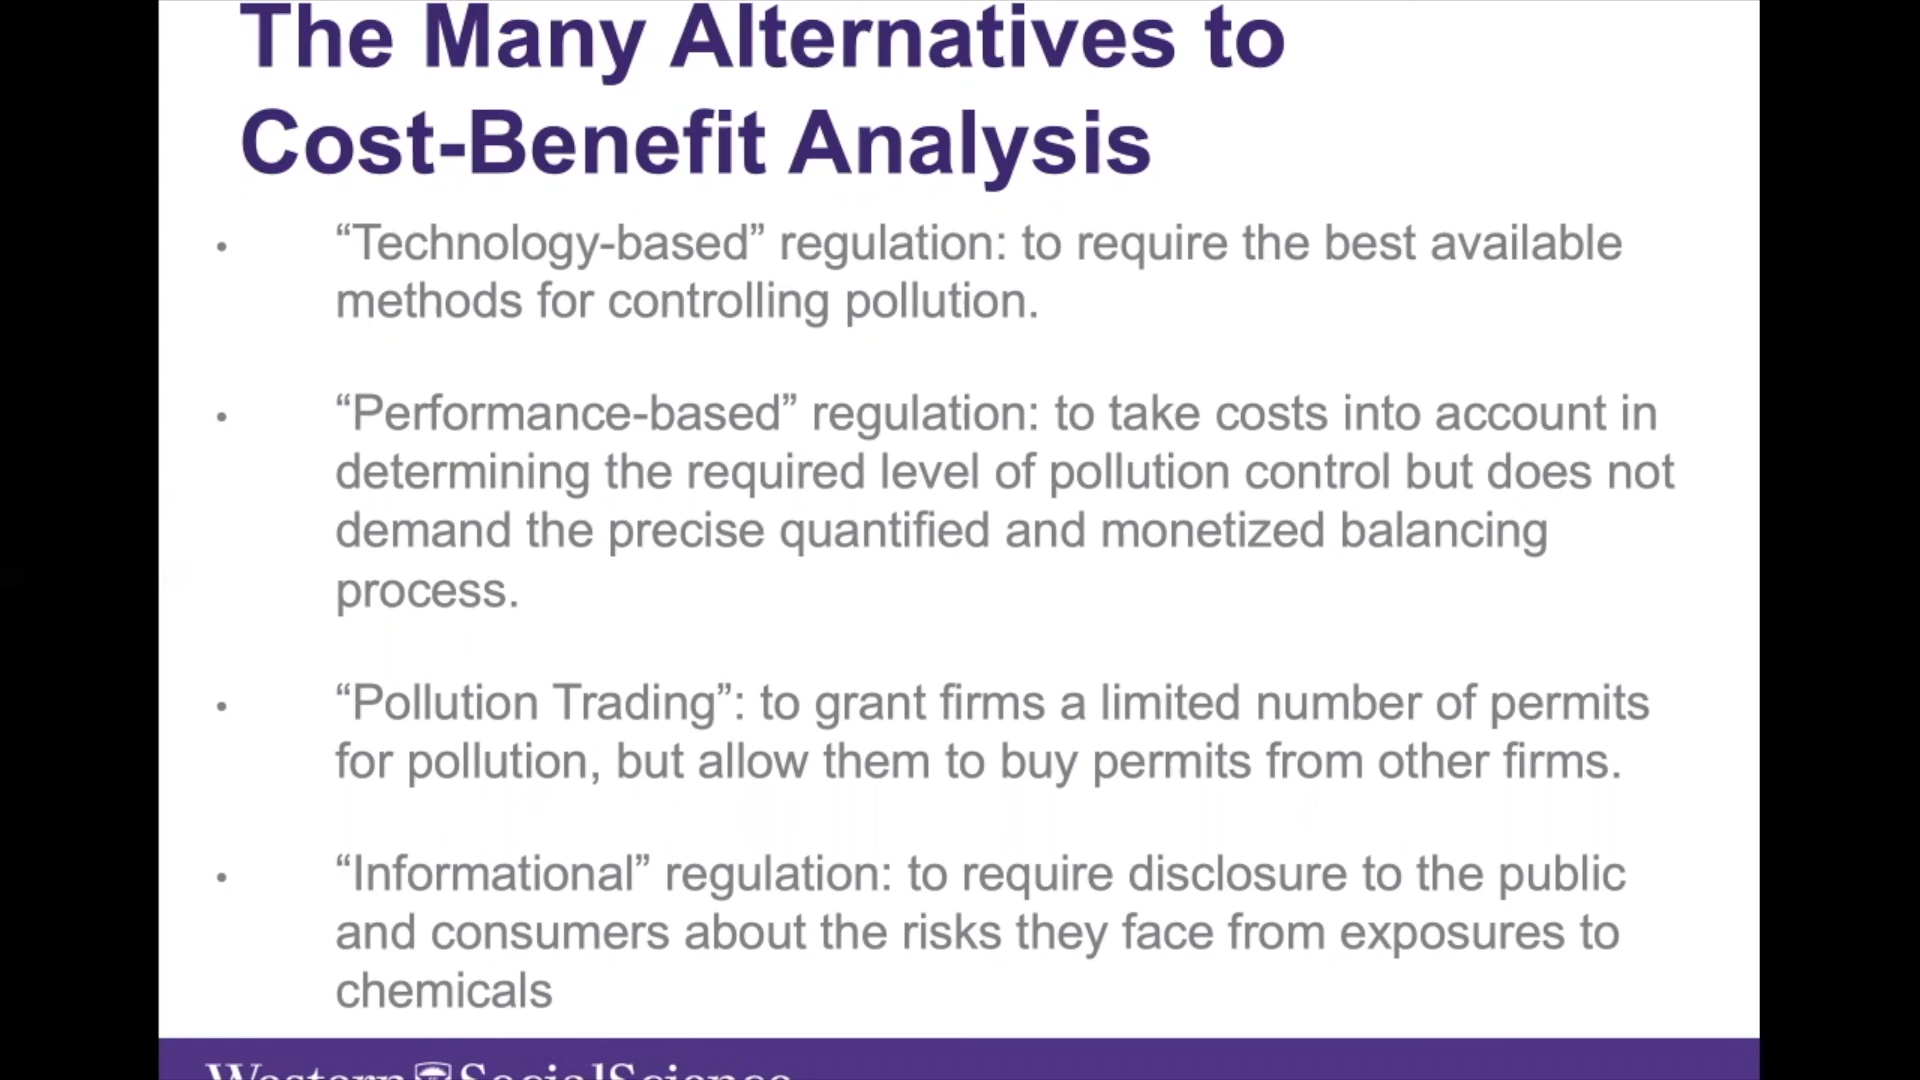 The Many Alternatives to
Cost-Benefit Analysis
• “Technology-based” regulation: to require the best available
methods for controlling pollution.
• “Performance-based” regulation: to take costs into account in
determining the required level of pollution control but does not
demand the precise quantified and monetized balancing
process.
• “Pollution Trading”: to grant firms a limited number of permits
for pollution, but allow them to buy permits from other firms.
• “Informational” regulation: to require disclosure to the public
and consumers about the risks they face from exposures to
chemicals
Western SocialScience